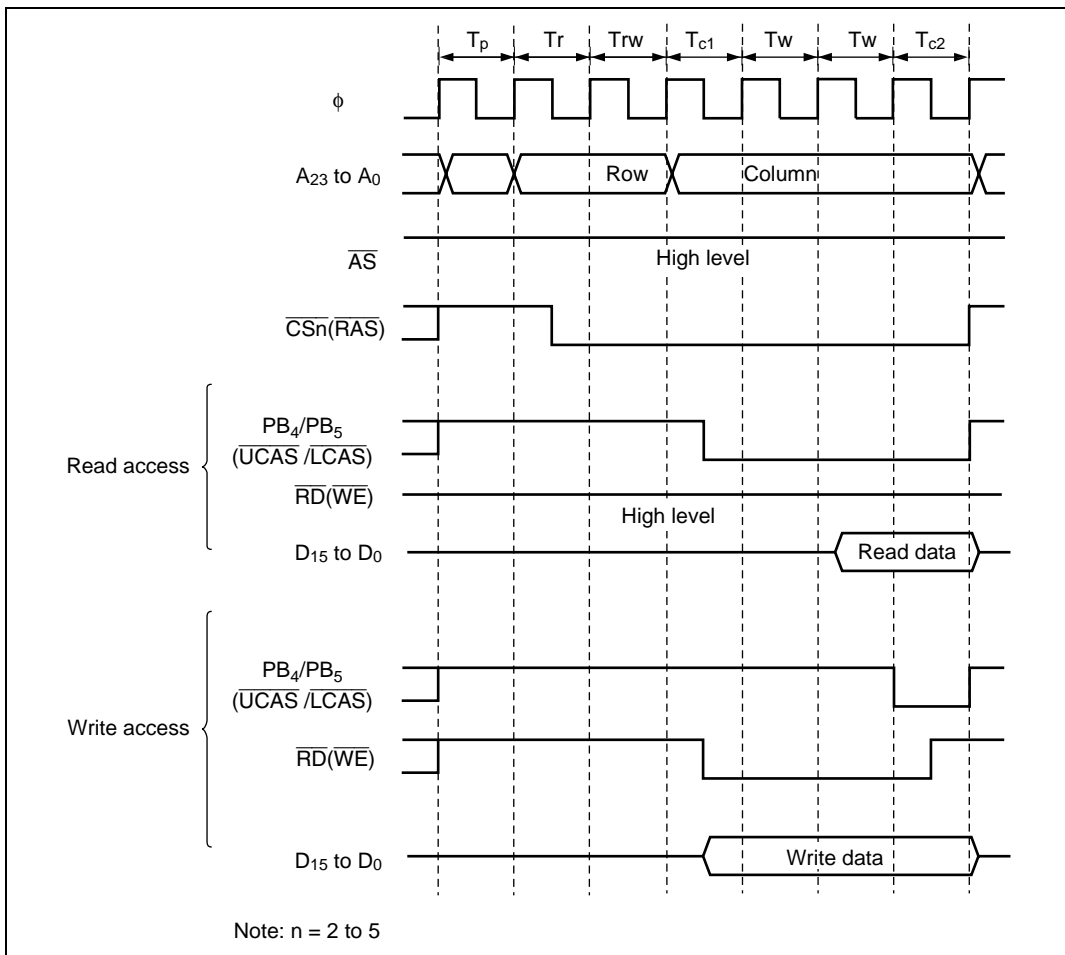 Tp Tr Trw Tc1 Tw Tw Tc2
φ
A23 to A0 Row Column
AS High level
CSn(RAS)
Read access
PB4/PB5
(UCAS /LCAS)
RD(WE) High level
D15 to D0 Read data
Write access
PB4/PB5
(UCAS /LCAS)
RD(WE)
D15 to D0 Write data
Note: n = 2 to 5